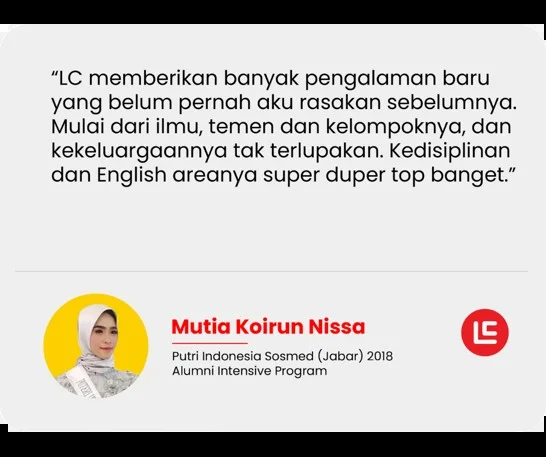 “LC memberikan banyak pengalaman baru
yang belum pernah aku rasakan sebelumnya.
Mulai dari ilmu, temen dan kelompoknya, dan
kekeluargaannya tak terlupakan. Kedisiplinan
dan English areanya super duper top banget.”
Mutia Koirun Nissa
Putri Indonesia Sosmed (Jabar) 2018
Alumni Intensive Program
LC